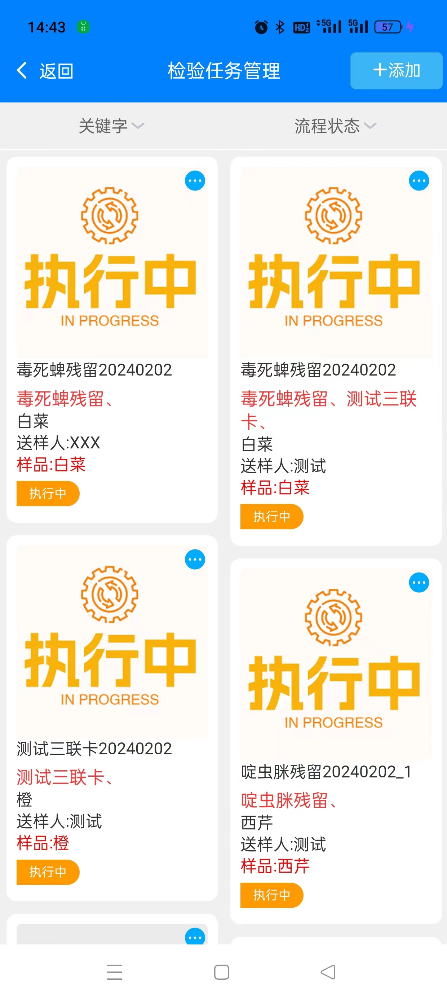 14:43
HD 1 2
5G
5G
57
返回
检验任务管理
+添加
关键字
流程状态
执行中
IN PROGRESS
毒死蜱残留20240202
毒死蜱残留、
白菜
送样人:XXX
样品:白菜
执行中
执行中
IN PROGRESS
毒死蜱残留20240202
毒死蜱残留、测试三联
卡、
白菜
送样人:测试
样品:白菜
执行中
执行中
IN PROGRESS
测试三联卡20240202
测试三联卡、
橙
送样人:测试
样品:橙
执行中
执行中
IN PROGRESS
啶虫脒残留20240202_1
啶虫脒残留、
西芹
送样人:测试
样品:西芹
执行中